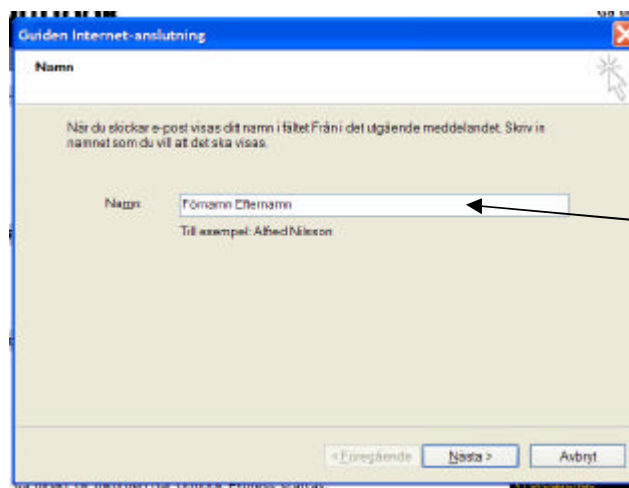 Guiden Internet-anslutning
Namn
När du skickar e-post visas ditt namn i fältet Från i det utgående meddelandet. Skriv in
namnet som du vill att det ska visas.
Namn: Förnamn Efternamn
Till exempel: Alfred Nilsson
< Föregående Nästa > Avbryt